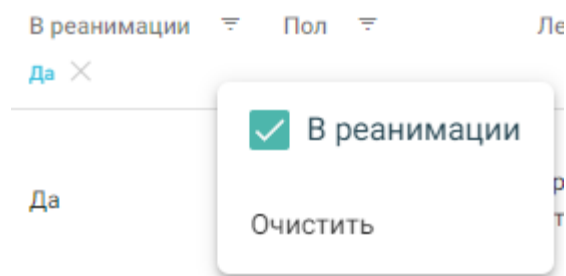 В реанимации Пол
Да
В реанимации
Да
Очистить